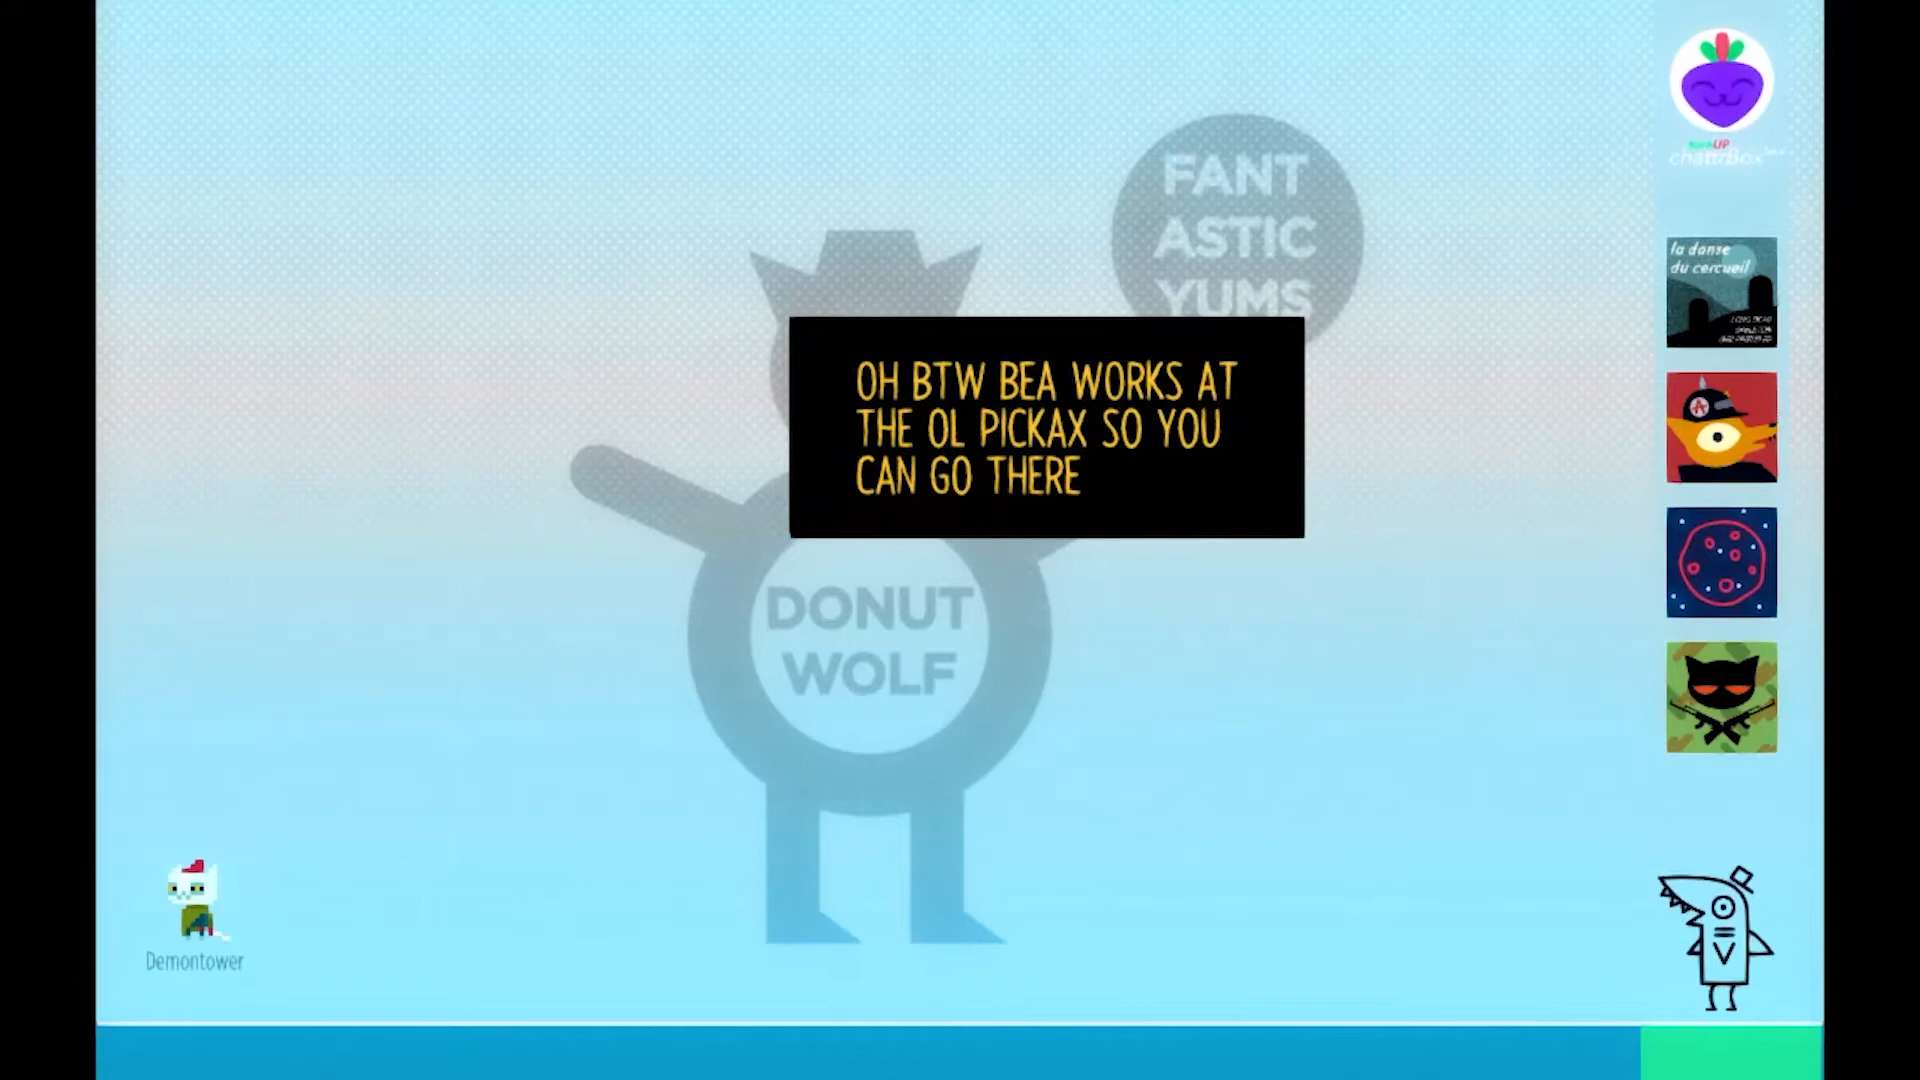 FANT
ASTIC
YUMS
OH BTW BEA WORKS AT
THE OL PICKAX SO YOU
CAN GO THERE
DONUT
WOLF
chattrBox
la danse
du cercueil
A
Demontower